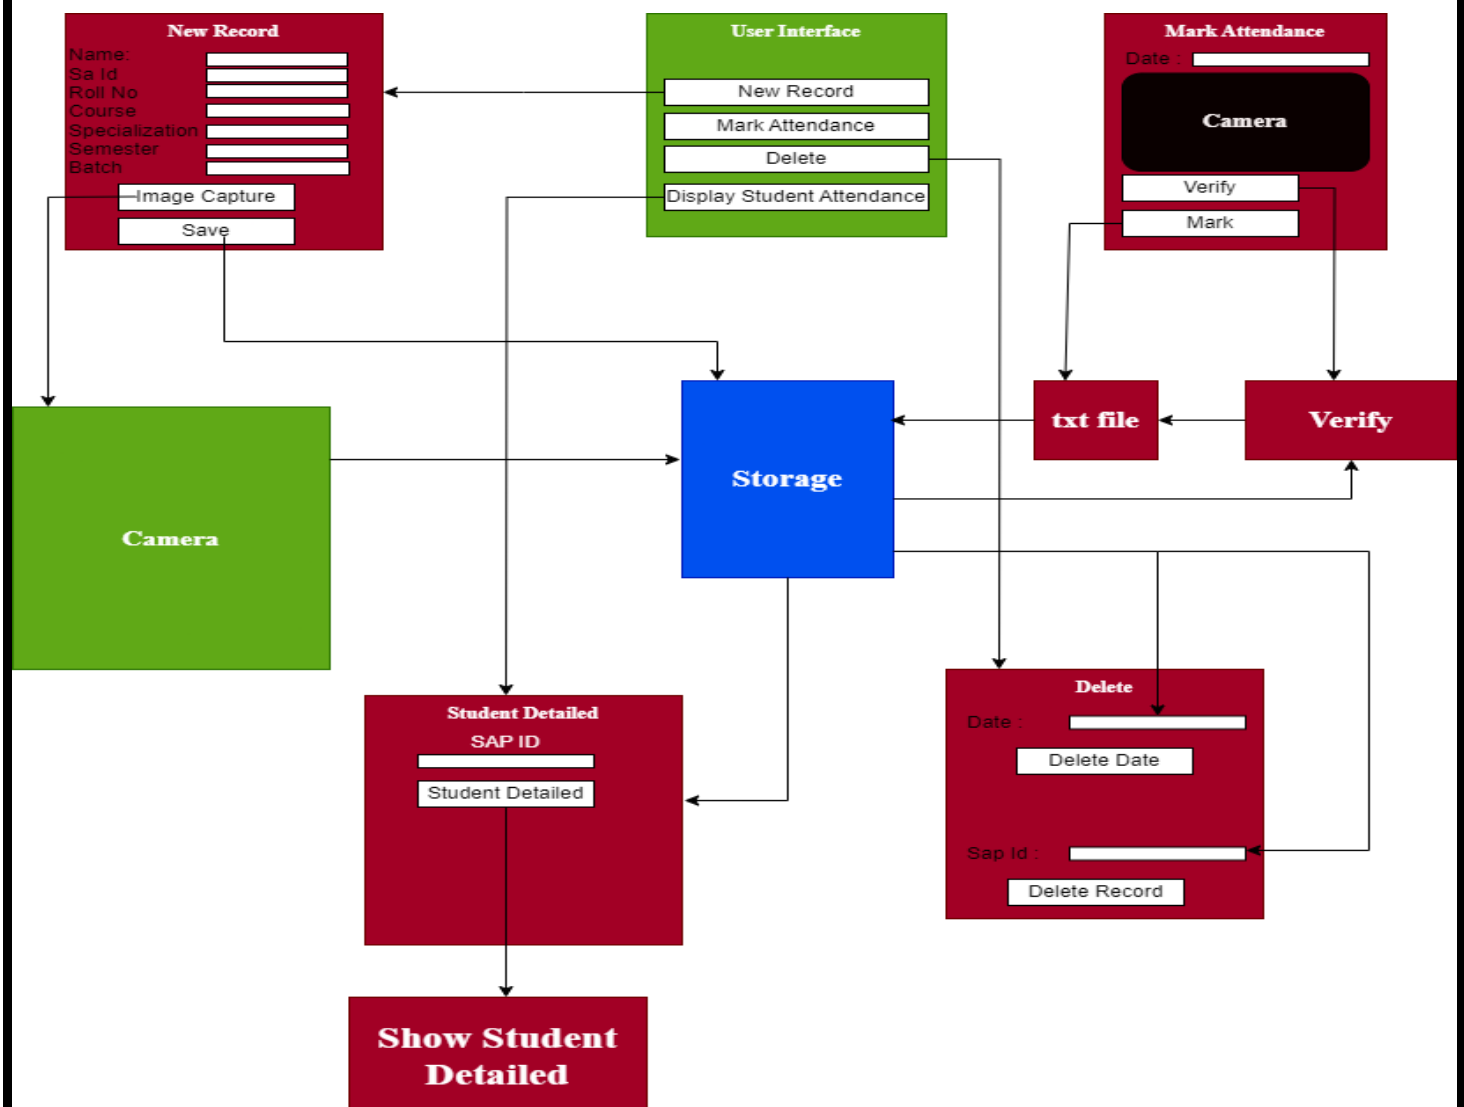 New Record
Name:
Sa Id
Roll No
Course
Specialization
Semester
Batch
Image Capture
Save
User Interface
New Record
Mark Attendance
Delete
Display Student Attendance
Mark Attendance
Date :
Camera
Verify
Mark
Camera
Storage
txt file
Verify
Student Detailed
SAP ID
Student Detailed
Delete
Date :
Delete Date
Sap Id :
Delete Record
Show Student
Detailed